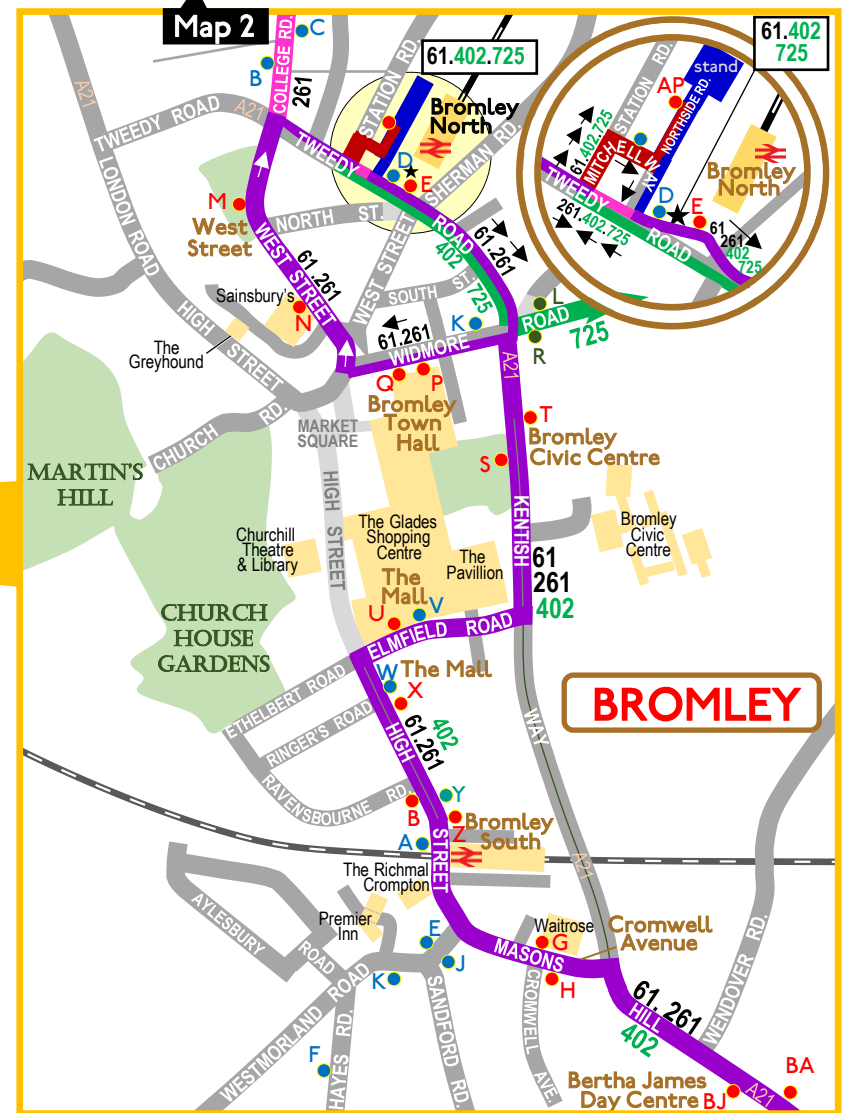 Map 2
COLLEGE RD.
261
C
B
A21
A21
TWEEDY ROAD
LONDON ROAD
61.402.725
STATION RD.
Bromley
North
SHERMAN RD.
TWEEDY
D
E
ROAD
402
725
61.261
61.402
725
stand
STATION RD.
AP
NORTHSIDE RD.
61.402.725
MITCHELL WAY
Bromley
North
TWEEDY
D
E
ROAD
261.402.725
61
261
402
725
M
West
Street
NORTH ST.
WEST STREET
WEST STREET
61.261
SOUTH ST.
Sainsbury's
N
The
Greyhound
HIGH STREET
61.261
WIDMORE
K
L
ROAD
R
725
A21
Q
P
Bromley
Town
Hall
CHURCH RD.
MARKET
SQUARE
T
Bromley
Civic Centre
S
MARTIN'S
HILL
HIGH STREET
KENTISH
Churchill
Theatre
& Library
The Glades
Shopping
Centre
The
Pavillion
Bromley
Civic
Centre
61
261
402
The
Mall
U
V
ELMFIELD ROAD
CHURCH
HOUSE
GARDENS
The Mall
W
X
ETHELBERT ROAD
RINGER'S ROAD
RAVENSBOURNE RD.
HIGH
61.261
402
WAY
BROMLEY
B
Y
Z
A
Bromley
South
STREET
A21
The Richmal
Crompton
Premier
Inn
AYLESBURY ROAD
E
J
K
F
Waitrose
G
H
MASONS
Cromwell
Avenue
WENDOVER RD.
WESTMORLAND ROAD
HAYES RD.
SANDFORD RD.
CROMWELL AVE.
61. 261
HILL
402
Bertha James
Day Centre
BJ
BA
A21